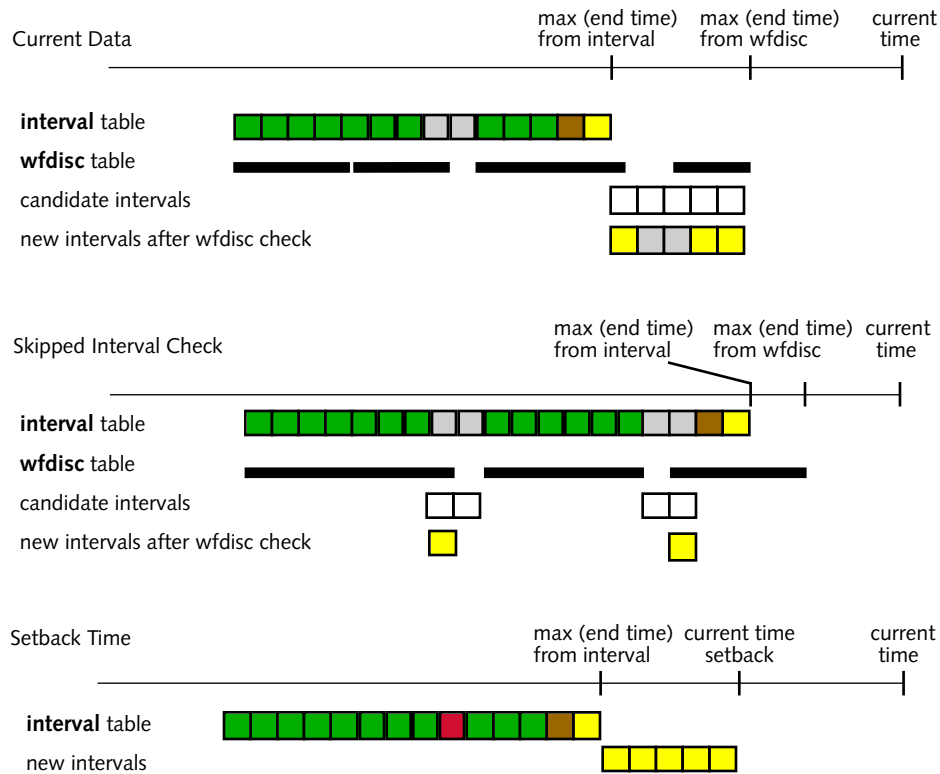 Current Data
max (end time)
from interval
max (end time)
from wfdisc
current
time
interval table
wfdisc table
candidate intervals
new intervals after wfdisc check
Skipped Interval Check
max (end time)
from interval
max (end time)
from wfdisc
current
time
interval table
wfdisc table
candidate intervals
new intervals after wfdisc check
Setback Time
max (end time)
from interval
current time
setback
current
time
interval table
new intervals